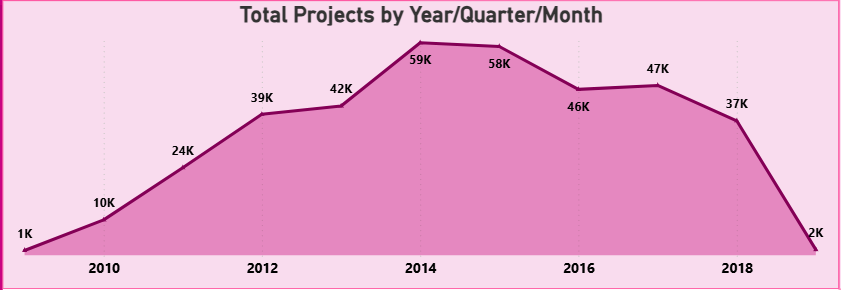 Total Projects by Year/Quarter/Month
59K
58K
47K
46K
42K
39K
37K
24K
10K
1K
2K
2010 2012 2014 2016 2018